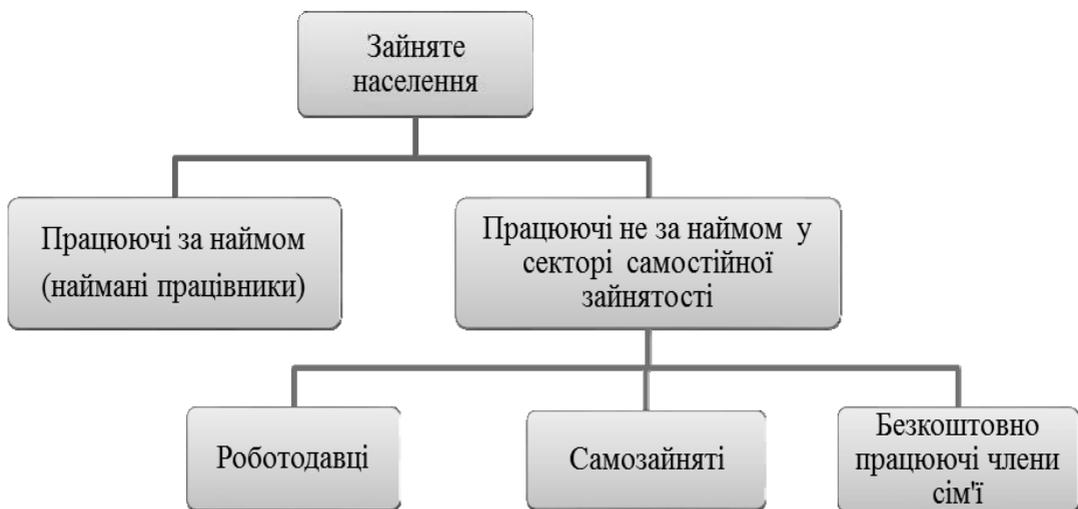 Зайняте
населення
Працюючі за наймом
(наймані працівники)
Працюючі не за наймом у
секторі самостійної
зайнятості
Роботодавці
Самозайняті
Безкоштовно
працюючі члени
сім'ї